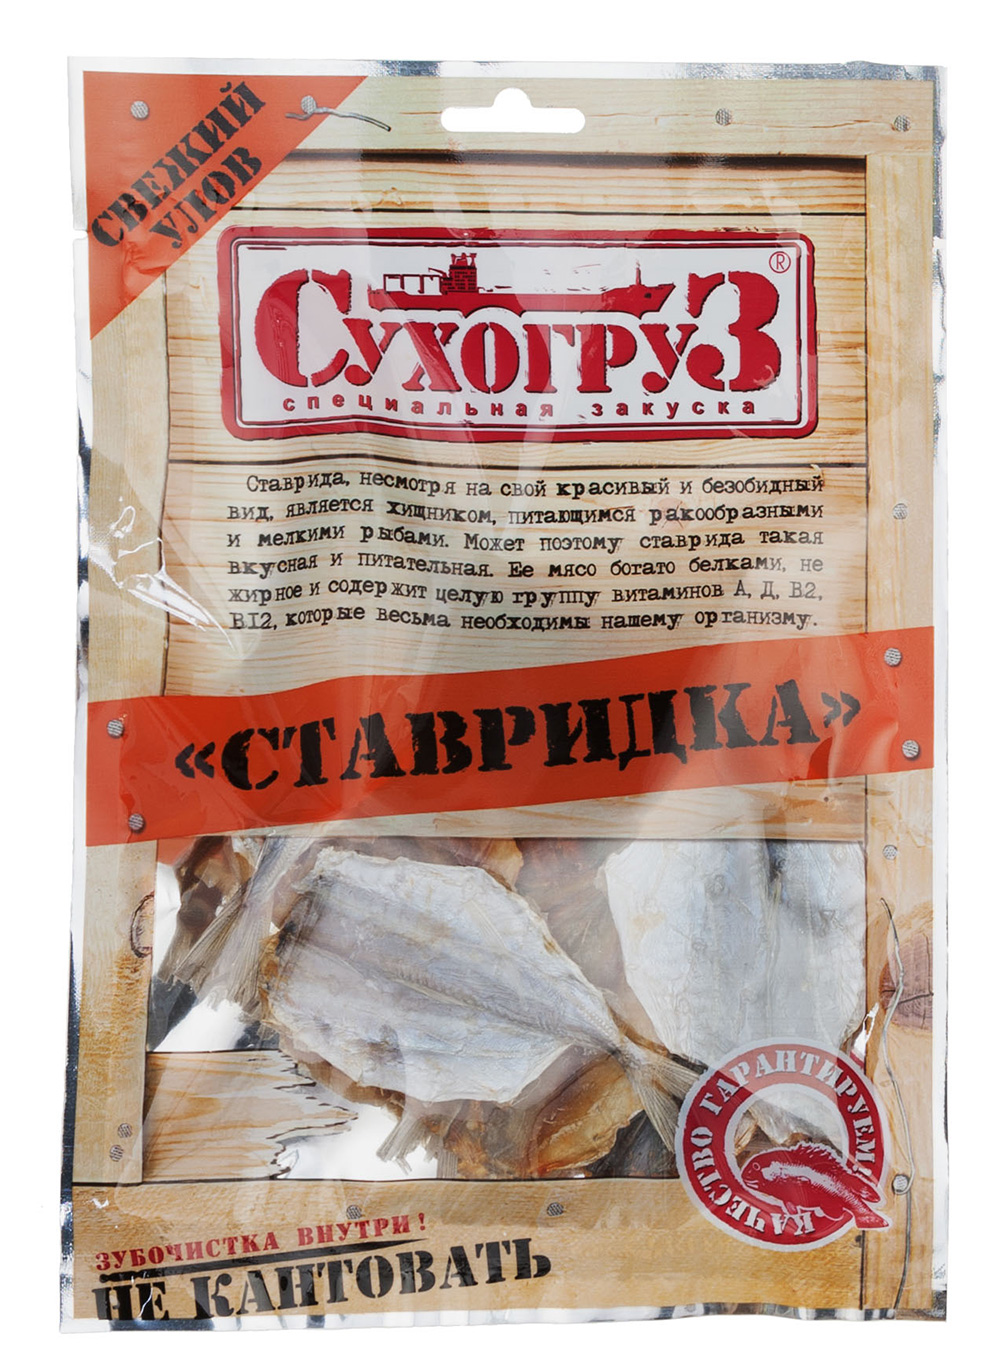 СВЕЖИЙ
УЛОВ
СУХОГРУЗ®
специальная закуска
Ставрида, несмотря на свой красивый и безобидный
вид, является хищником, питающимся ракообразными
и мелкими рыбами. Может поэтому ставрида такая
вкусная и питательная. Ее мясо богато белками, не
жирное и содержит целую группу витаминов А, Д, В2,
ВI2, которые весьма необходимы нашему организму.
«СТАВРИДКА»
КАЧЕСТВО ГАРАНТИРУЕМ
ЗУБОЧИСТКА ВНУТРИ!
НЕ КАНТОВАТЬ